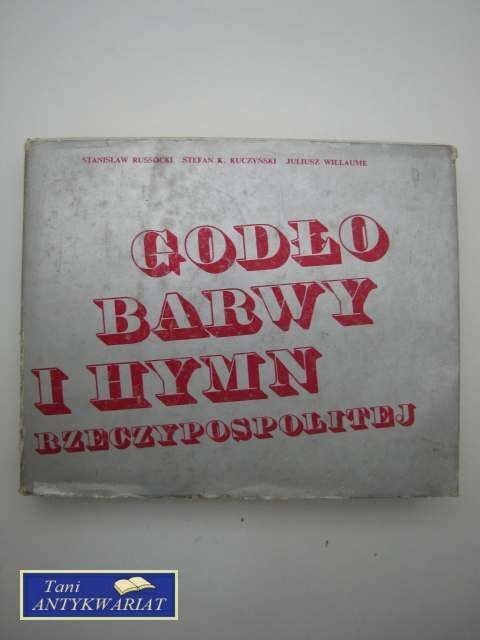 STANISŁAW RUSSOCKI STEFAN K. KUCZYŃSKI JULIUSZ WILLAUME
GODŁO
BARWY
I HYMN
RZECZYPOSPOLITEJ
Tani
ANTYKWARIAT